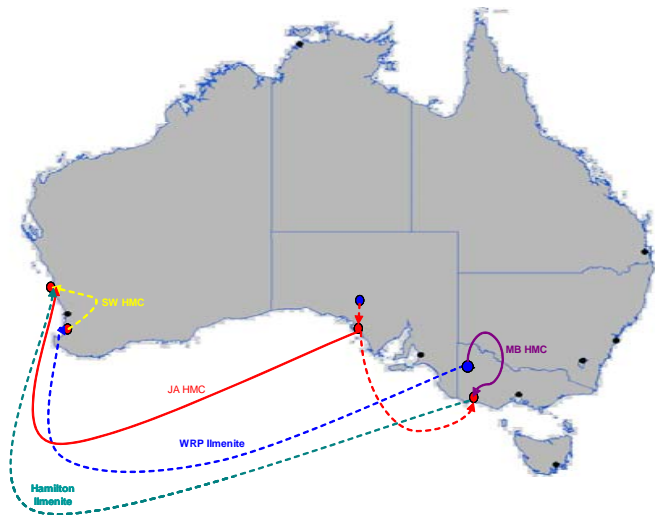 SW HMC
MB HMC
JA HMC
WRP Ilmenite
Hamilton
Ilmenite